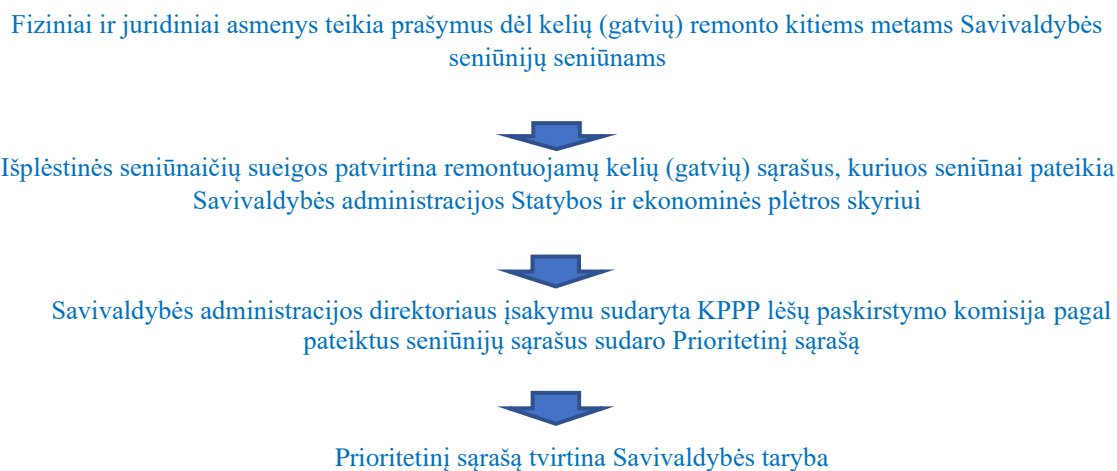 Fiziniai ir juridiniai asmenys teikia prašymus dėl kelių (gatvių) remonto kitiems metams Savivaldybės
seniūnijų seniūnams
Išplėstinės seniūnaičių sueigos patvirtina remontuojamų kelių (gatvių) sąrašus, kuriuos seniūnai pateikia
Savivaldybės administracijos Statybos ir ekonominės plėtros skyriui
Savivaldybės administracijos direktoriaus įsakymu sudaryta KPPP lėšų paskirstymo komisija pagal
pateiktus seniūnijų sąrašus sudaro Prioritetinį sąrašą
Prioritetinį sąrašą tvirtina Savivaldybės taryba